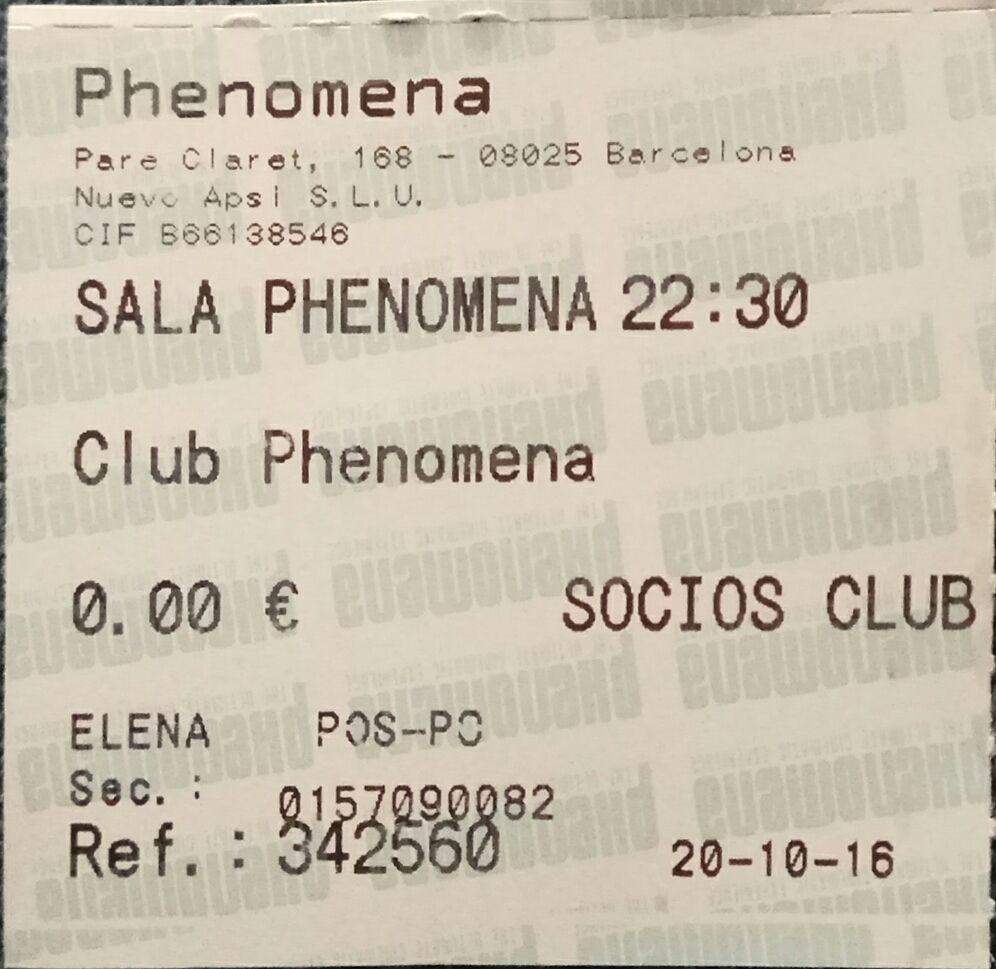 Phenomena
Pare Claret, 168 - 08025 Barcelona
Nuevo Apsi S.L.U.
CIF B66138546
SALA PHENOMENA 22:30
Club Phenomena
0.00 € SOCIOS CLUB
ELENA POS-PC
Sec.: 0157090082
Ref.: 342560 20-10-16